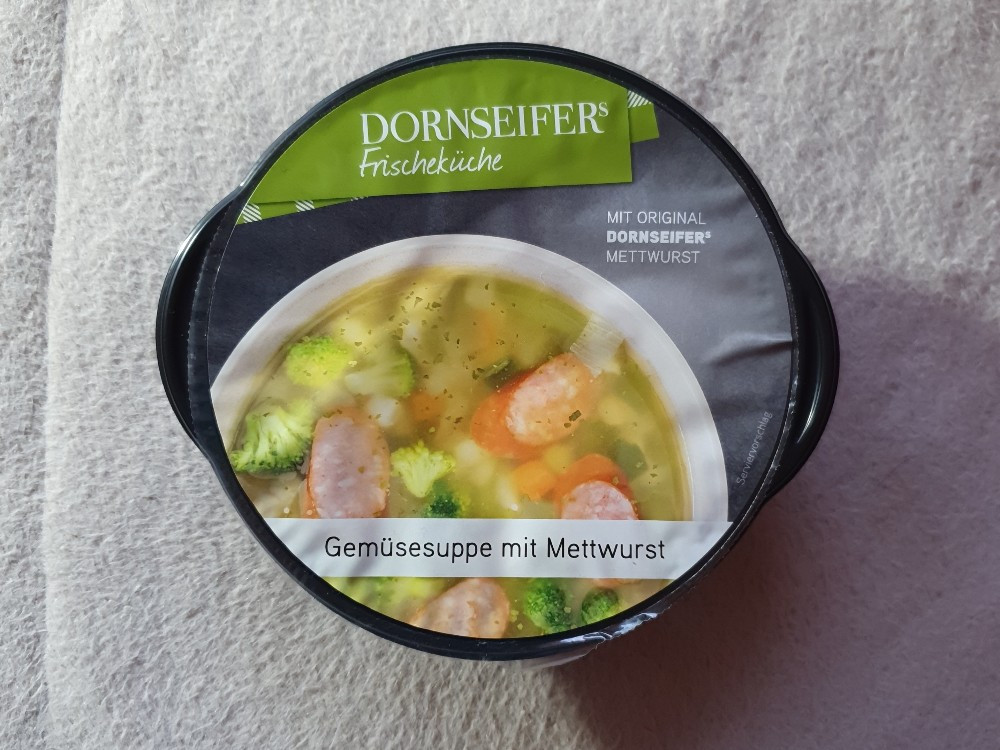 DORNSEIFERS
Frischeküche
MIT ORIGINAL
DORNSEIFERS
METTWURST
Serviervorschlag
Gemüsesuppe mit Mettwurst